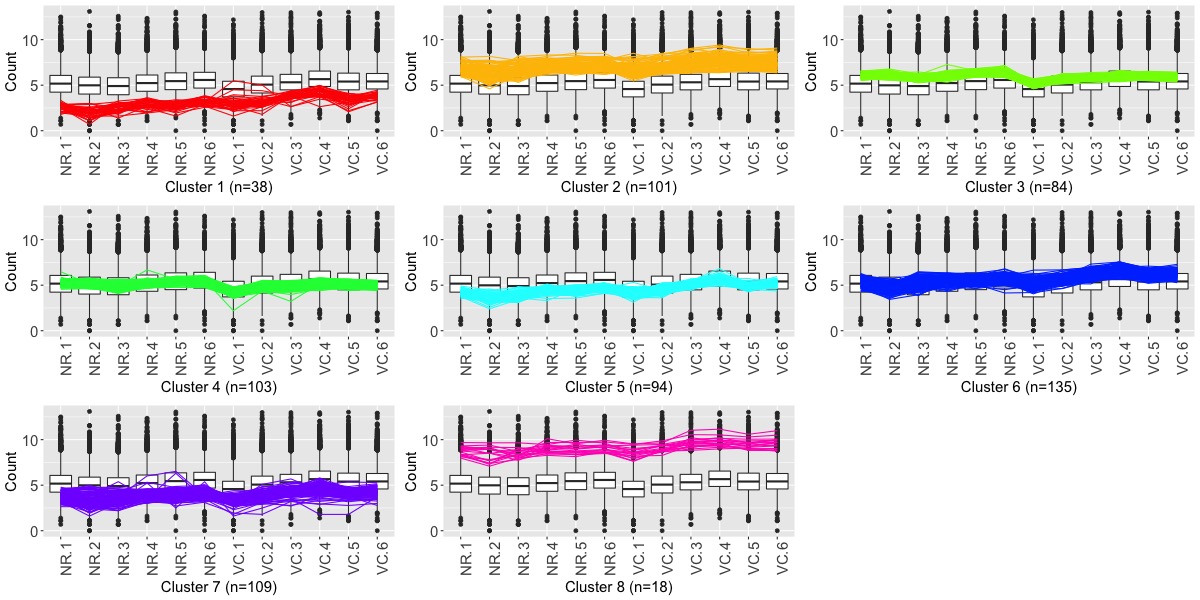 Count
10
5
0
NR.1 NR.2 NR.3 NR.4 NR.5 NR.6 VC.1 VC.2 VC.3 VC.4 VC.5 VC.6
Cluster 1 (n=38)
Count
10
5
0
NR.1 NR.2 NR.3 NR.4 NR.5 NR.6 VC.1 VC.2 VC.3 VC.4 VC.5 VC.6
Cluster 2 (n=101)
Count
10
5
0
NR.1 NR.2 NR.3 NR.4 NR.5 NR.6 VC.1 VC.2 VC.3 VC.4 VC.5 VC.6
Cluster 3 (n=84)
Count
10
5
0
NR.1 NR.2 NR.3 NR.4 NR.5 NR.6 VC.1 VC.2 VC.3 VC.4 VC.5 VC.6
Cluster 4 (n=103)
Count
10
5
0
NR.1 NR.2 NR.3 NR.4 NR.5 NR.6 VC.1 VC.2 VC.3 VC.4 VC.5 VC.6
Cluster 5 (n=94)
Count
10
5
0
NR.1 NR.2 NR.3 NR.4 NR.5 NR.6 VC.1 VC.2 VC.3 VC.4 VC.5 VC.6
Cluster 6 (n=135)
Count
10
5
0
NR.1 NR.2 NR.3 NR.4 NR.5 NR.6 VC.1 VC.2 VC.3 VC.4 VC.5 VC.6
Cluster 7 (n=109)
Count
10
5
0
NR.1 NR.2 NR.3 NR.4 NR.5 NR.6 VC.1 VC.2 VC.3 VC.4 VC.5 VC.6
Cluster 8 (n=18)